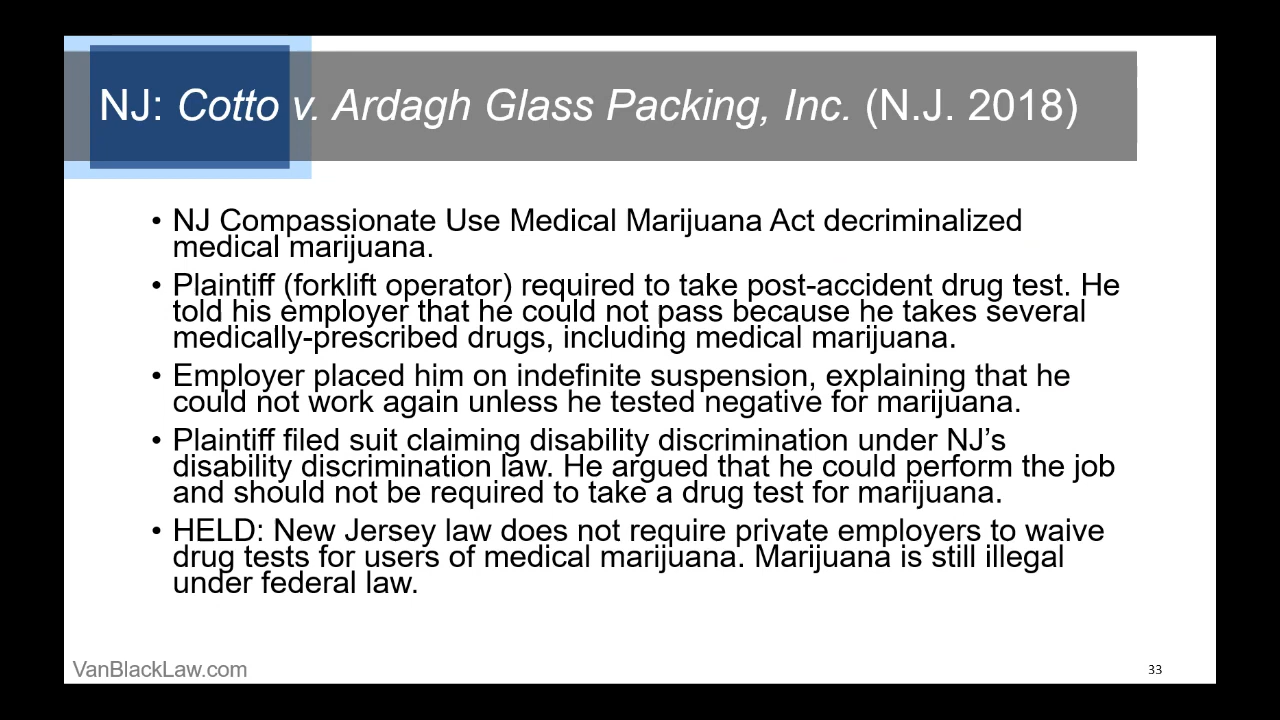 NJ: Cotto v. Ardagh Glass Packing, Inc. (N.J. 2018)
• NJ Compassionate Use Medical Marijuana Act decriminalized
medical marijuana.
• Plaintiff (forklift operator) required to take post-accident drug test. He
told his employer that he could not pass because he takes several
medically-prescribed drugs, including medical marijuana.
• Employer placed him on indefinite suspension, explaining that he
could not work again unless he tested negative for marijuana.
• Plaintiff filed suit claiming disability discrimination under NJ’s
disability discrimination law. He argued that he could perform the job
and should not be required to take a drug test for marijuana.
• HELD: New Jersey law does not require private employers to waive
drug tests for users of medical marijuana. Marijuana is still illegal
under federal law.
VanBlackLaw.com
33